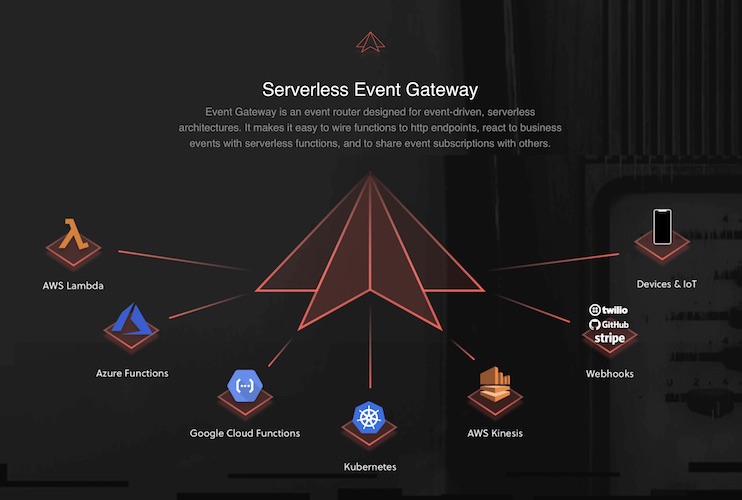 Serverless Event Gateway
Event Gateway is an event router designed for event-driven, serverless
architectures. It makes it easy to wire functions to http endpoints, react to business
events with serverless functions, and to share event subscriptions with others.
AWS Lambda
Devices & IoT
twilio
GitHub
stripe
Azure Functions
Webhooks
Google Cloud Functions
AWS Kinesis
Kubernetes